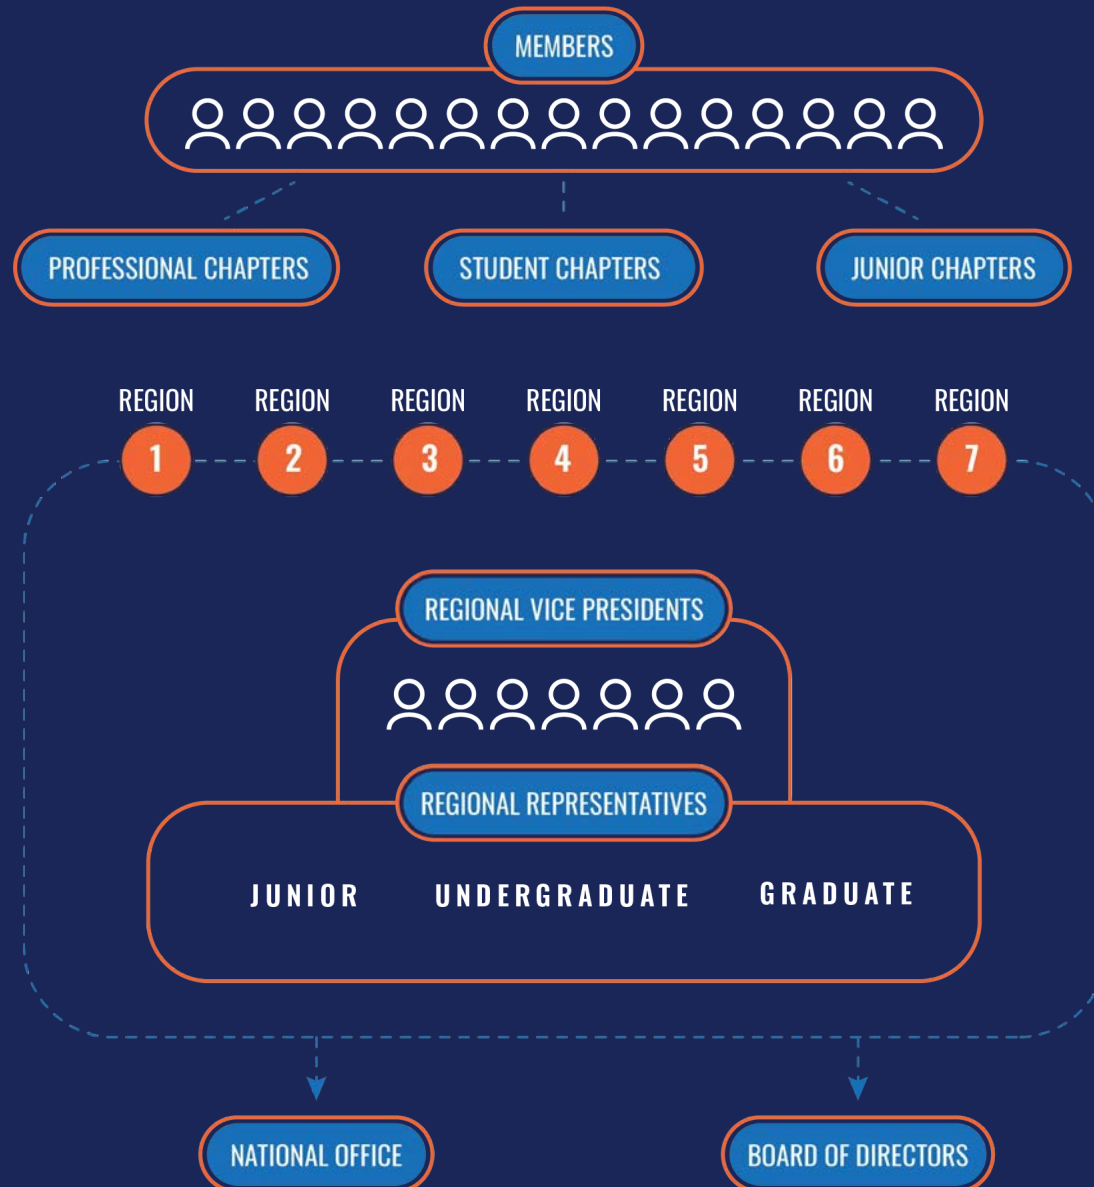 MEMBERS
PROFESSIONAL CHAPTERS
STUDENT CHAPTERS
JUNIOR CHAPTERS
REGION REGION REGION REGION REGION REGION REGION
1 2 3 4 5 6 7
REGIONAL VICE PRESIDENTS
REGIONAL REPRESENTATIVES
JUNIOR UNDERGRADUATE GRADUATE
NATIONAL OFFICE
BOARD OF DIRECTORS